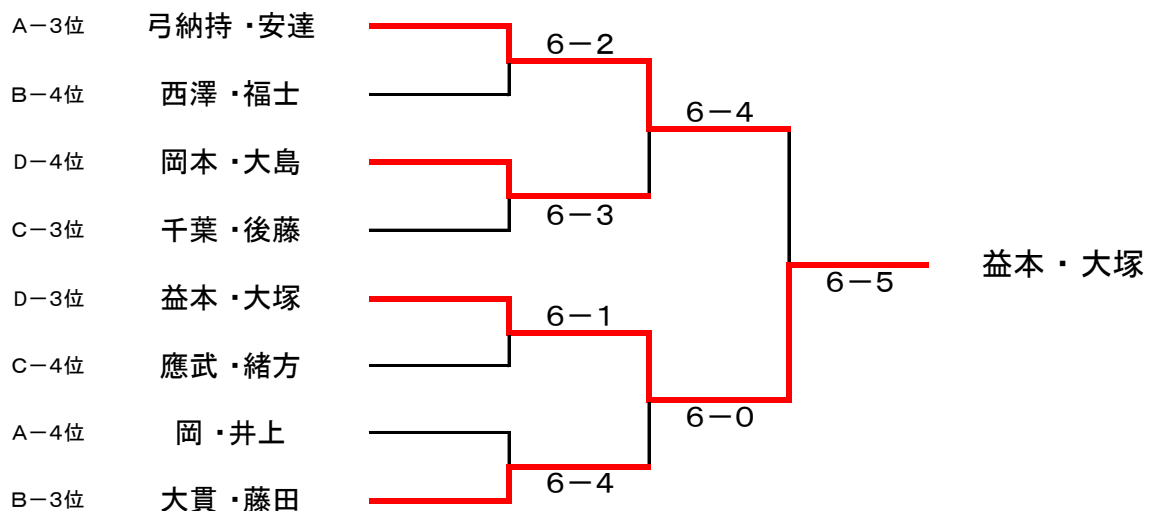 A－3位 弓納持・安達
6－2
B－4位 西澤・福士
6－4
D－4位 岡本・大島
6－3
C－3位 千葉・後藤
益本・大塚
6－5
D－3位 益本・大塚
6－1
C－4位 應武・緒方
6－0
A－4位 岡・井上
6－4
B－3位 大貫・藤田